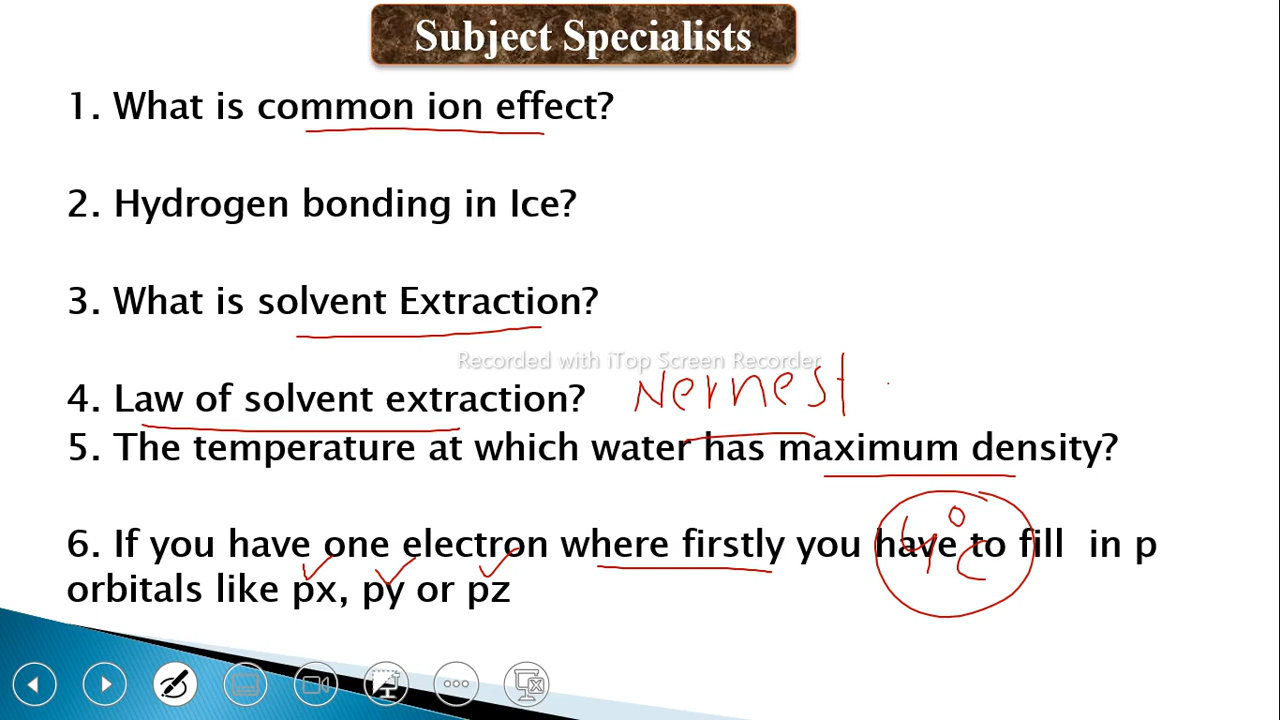 Subject Specialists
1. What is common ion effect?
2. Hydrogen bonding in Ice?
3. What is solvent Extraction?
Recorded with iTop Screen Recorder
4. Law of solvent extraction? Nernest
5. The temperature at which water has maximum density?
4°C
6. If you have one electron where firstly you have to fill in p
orbitals like px, py or pz